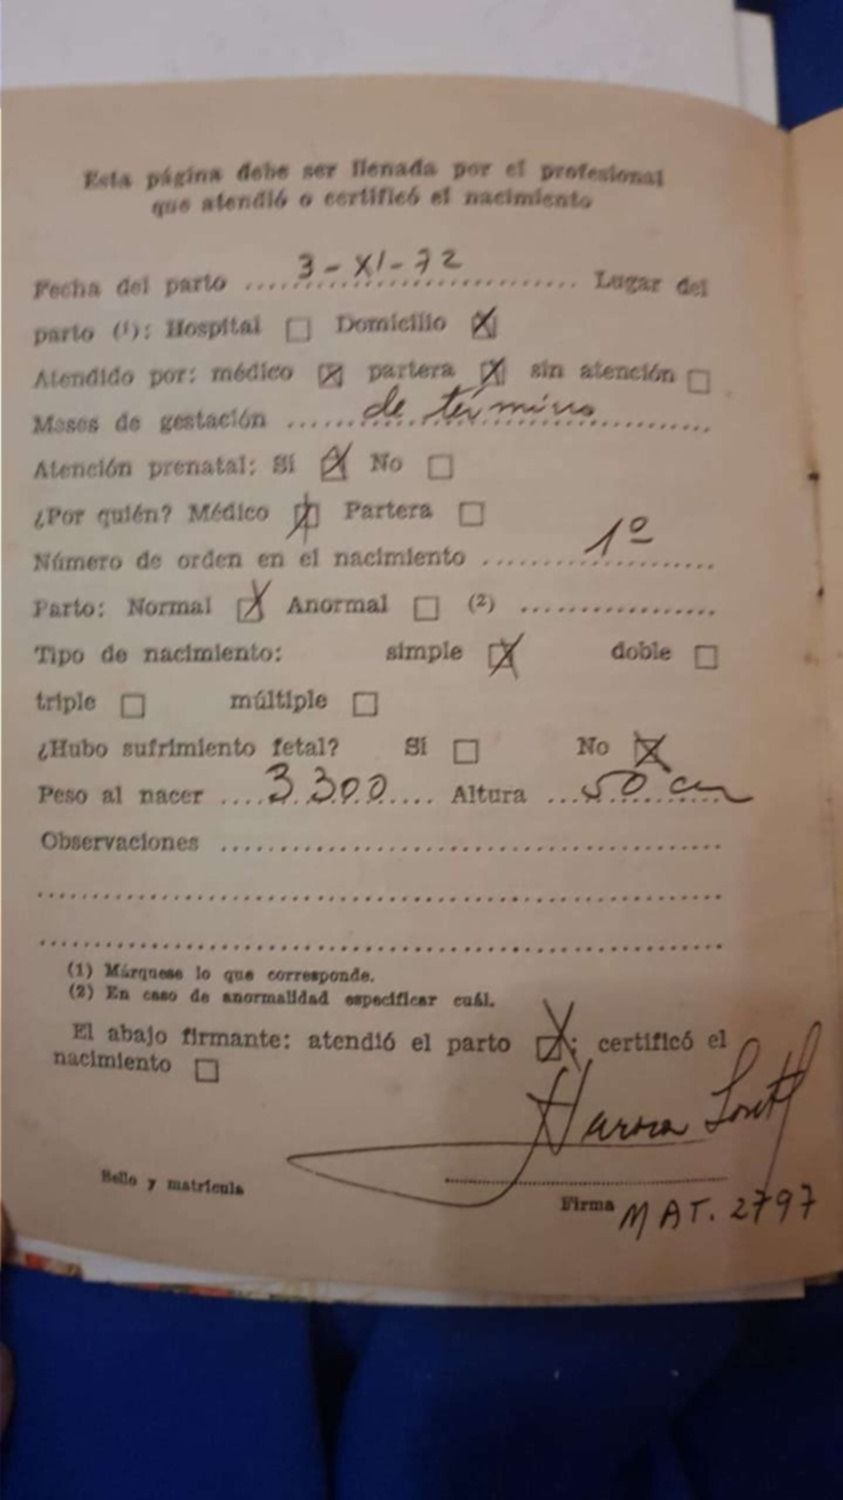 Esta página debe ser llenada por el profesional
que atendió o certificó el nacimiento
Fecha del parto 3 - XI - 72 Lugar del
parto (1): Hospital ☐ Domicilio ☒
Atendido por: médico ☒ partera ☒ sin atención ☐
Meses de gestación de término
Atención prenatal: Sí ☒ No ☐
¿Por quién? Médico ☒ Partera ☐
Número de orden en el nacimiento 1º
Parto: Normal ☒ Anormal ☐ (2) ..................
Tipo de nacimiento: simple ☒ doble ☐
triple ☐ múltiple ☐
¿Hubo sufrimiento fetal? Sí ☐ No ☒
Peso al nacer 3.300 Altura 50 cm
Observaciones ..................
(1) Márquese lo que corresponde.
(2) En caso de anormalidad especificar cuál.
El abajo firmante: atendió el parto ☒; certificó el
nacimiento ☐
Sello y matrícula
Firma MAT. 2797